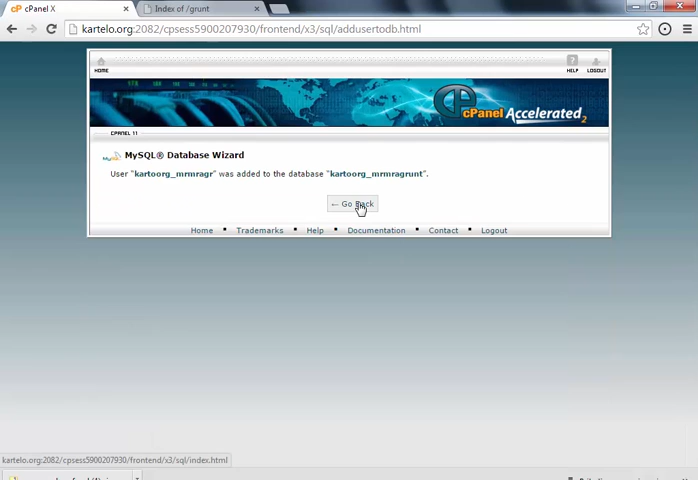 cPanel X
Index of /grunt
kartelo.org:2082/cpsess5900207930/frontend/x3/sql/addusertodb.html
HOME
HELP
LOGOUT
cPanel Accelerated2
CPANEL 11
MySQL® Database Wizard
User "kartoorg_mrmragr" was added to the database "kartoorg_mrmragrunt".
← Go Back
Home ▪ Trademarks ▪ Help ▪ Documentation ▪ Contact ▪ Logout
kartelo.org:2082/cpsess5900207930/frontend/x3/sql/index.html